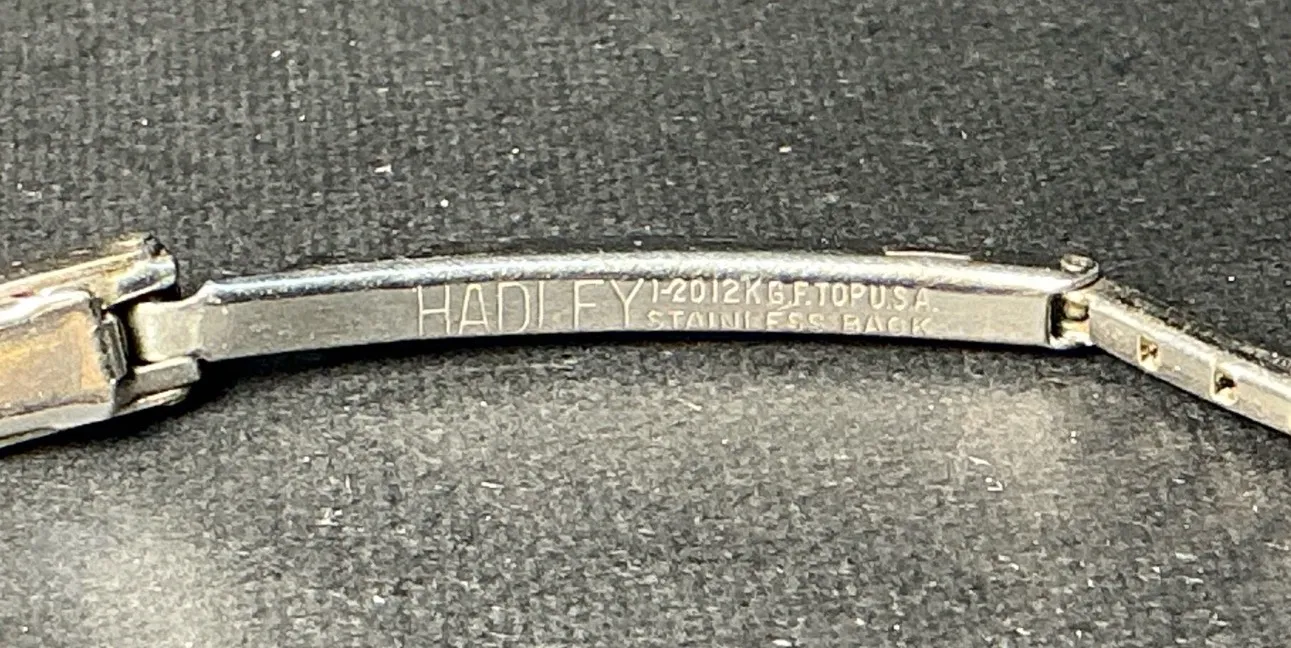 HADLEY
1-20 12K G.F. TOP U.S.A.
STAINLESS BACK